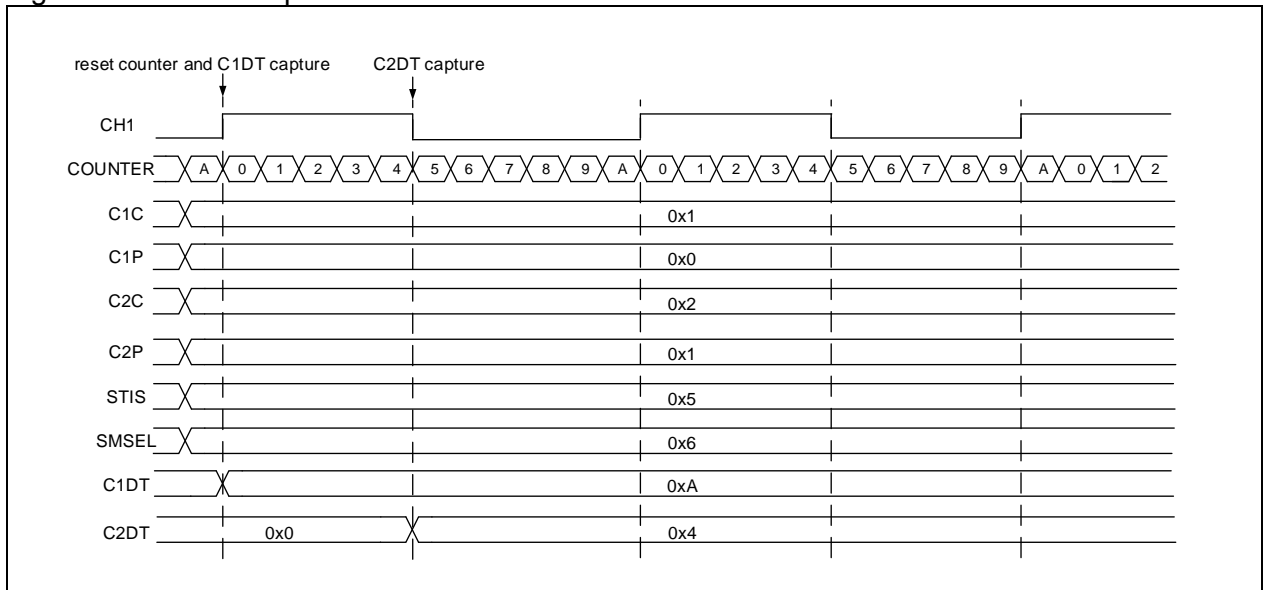 reset counter and C1DT capture C2DT capture
CH1
COUNTER A 0 1 2 3 4 5 6 7 8 9 A 0 1 2 3 4 5 6 7 8 9 A 0 1 2
C1C 0x1
C1P 0x0
C2C 0x2
C2P 0x1
STIS 0x5
SMSEL 0x6
C1DT 0xA
C2DT 0x0 0x4